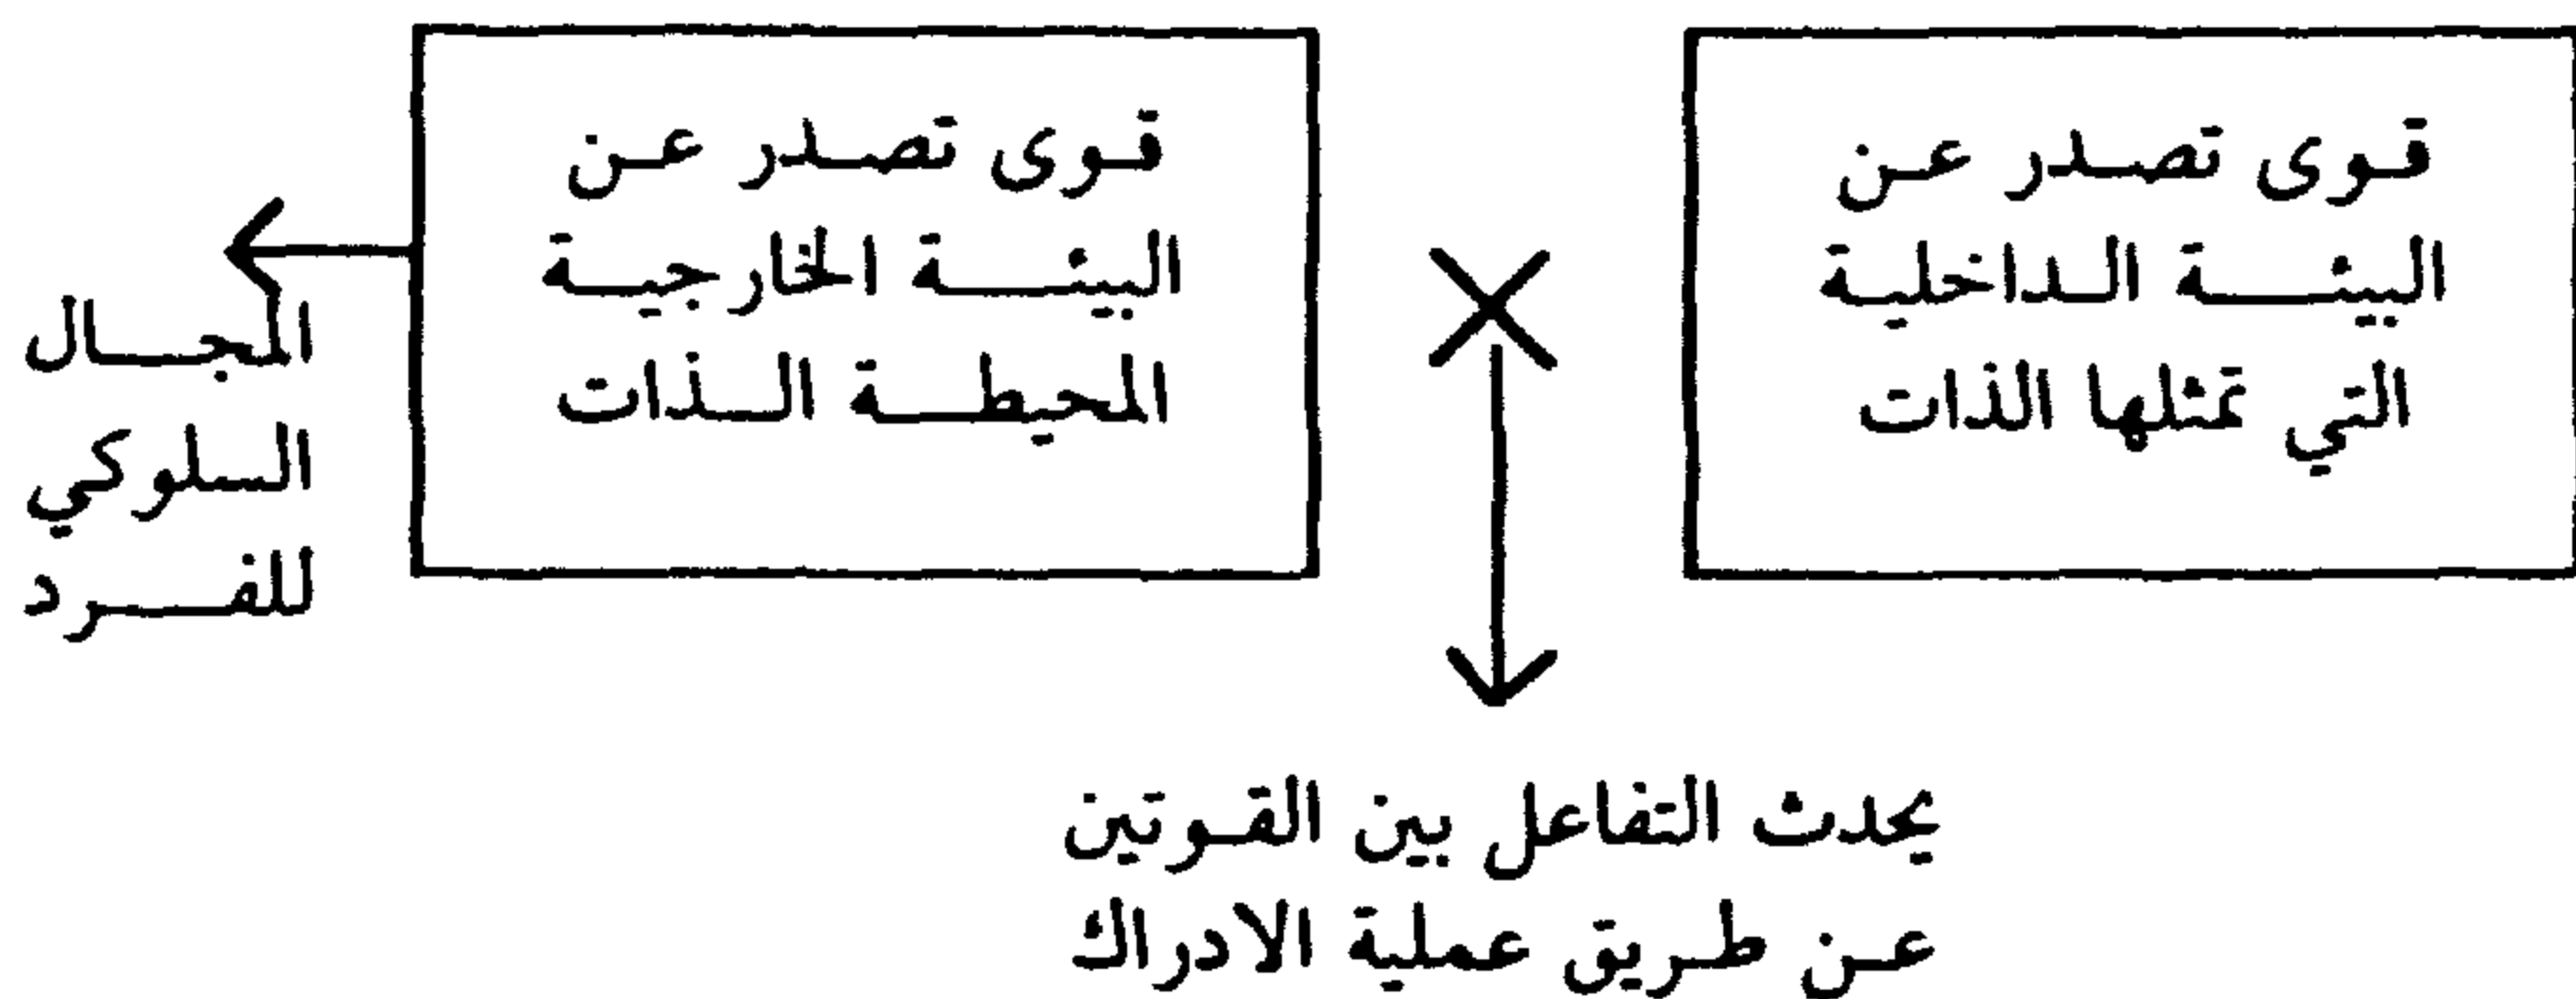 قوى تصدر عن
البيئة الداخلية
التي تمثلها الذات
قوى تصدر عن
البيئة الخارجية
المحيطة الذات
المجال
السلوكي
للفرد
يحدث التفاعل بين القوتين
عن طريق عملية الادراك